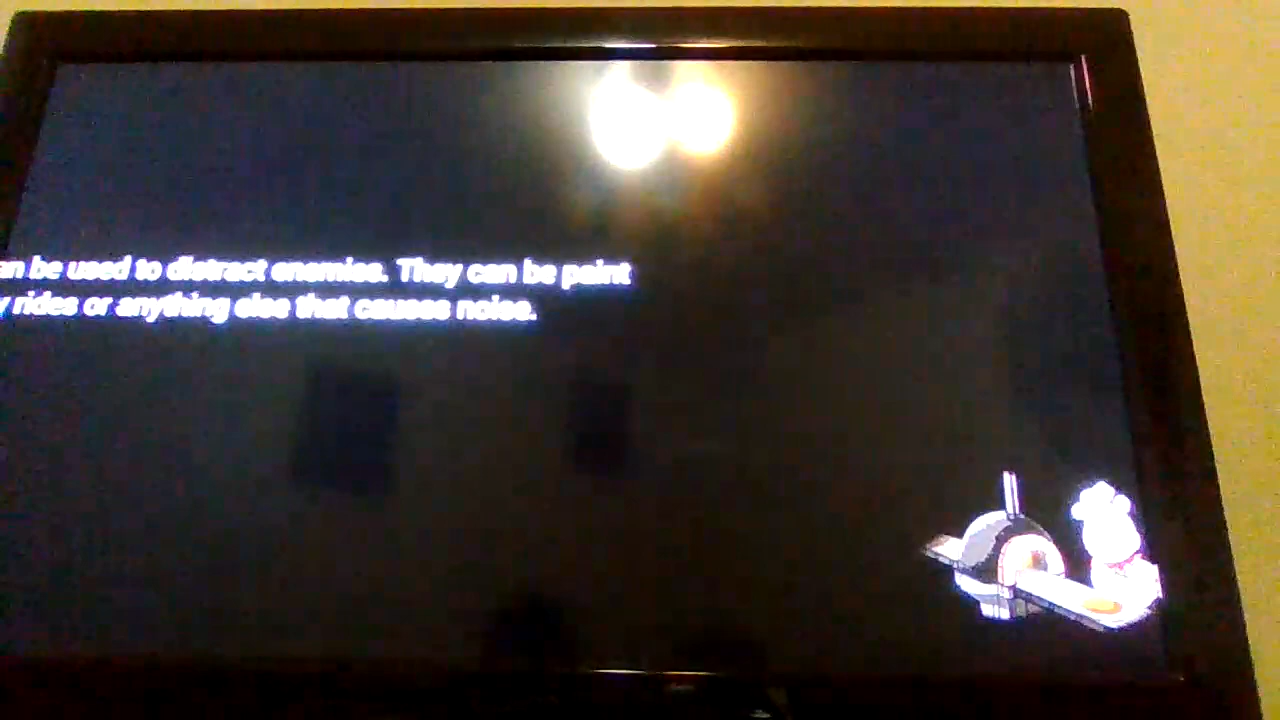 an be used to distract enemies. They can be paint
y rides or anything else that causes noise.